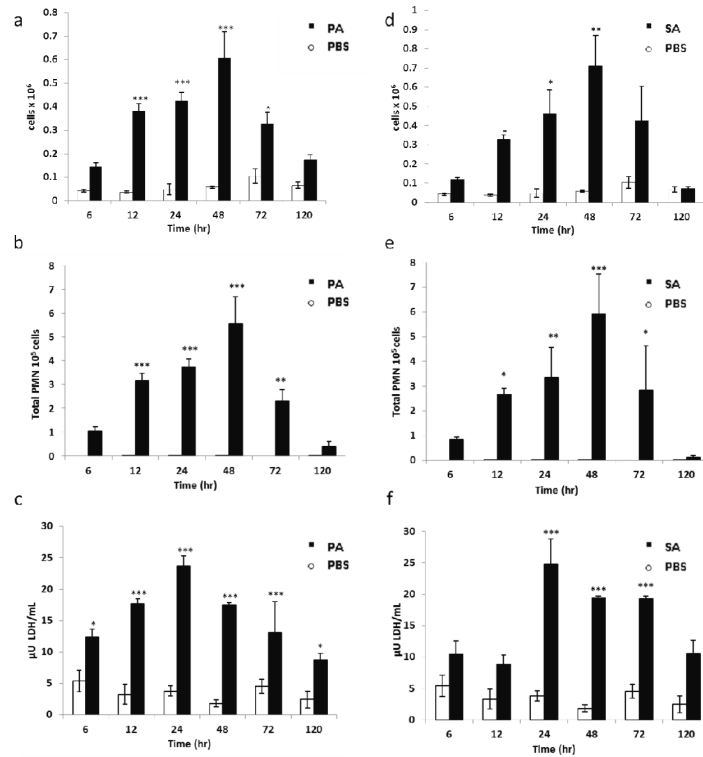 a
PA
PBS
cells x 10⁶
0.8
0.7
0.6
0.5
0.4
0.3
0.2
0.1
0
*** *** *** *
6 12 24 48 72 120
Time (hr)
d
SA
PBS
cells x 10⁶
1
0.9
0.8
0.7
0.6
0.5
0.4
0.3
0.2
0.1
0
* **
6 12 24 48 72 120
Time (hr)
b
PA
PBS
Total PMN 10⁵ cells
8
7
6
5
4
3
2
1
0
*** *** *** **
6 12 24 48 72 120
Time (hr)
e
SA
PBS
Total PMN 10⁵ cells
8
7
6
5
4
3
2
1
0
* ** *** *
6 12 24 48 72 120
Time (hr)
c
PA
PBS
µU LDH/mL
30
25
20
15
10
5
0
* *** *** *** *** *
6 12 24 48 72 120
Time (hr)
f
SA
PBS
µU LDH/mL
30
25
20
15
10
5
0
*** *** ***
6 12 24 48 72 120
Time (hr)